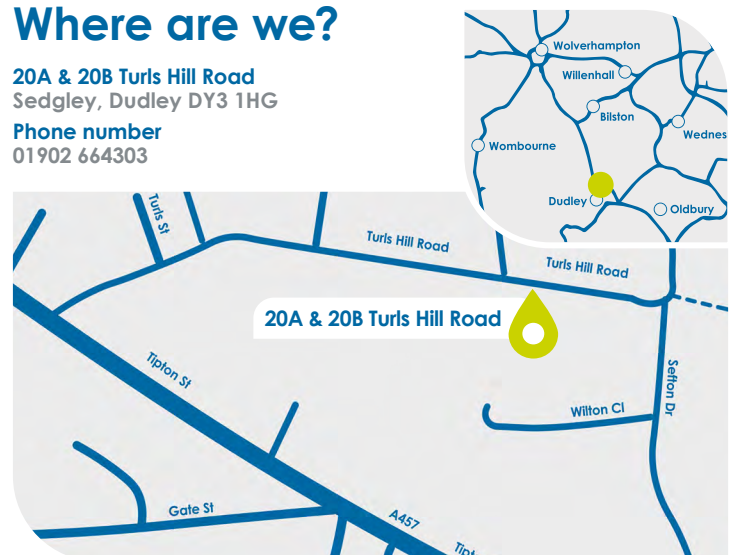 Where are we?
20A & 20B Turls Hill Road
Sedgley, Dudley DY3 1HG
Phone number
01902 664303
Wolverhampton
Willenhall
Bilston
Wednes
Wombourne
Dudley
Oldbury
Turls St
Turls Hill Road
Turls Hill Road
20A & 20B Turls Hill Road
Tipton St
Sefton Dr
Wilton Cl
Gate St
A457